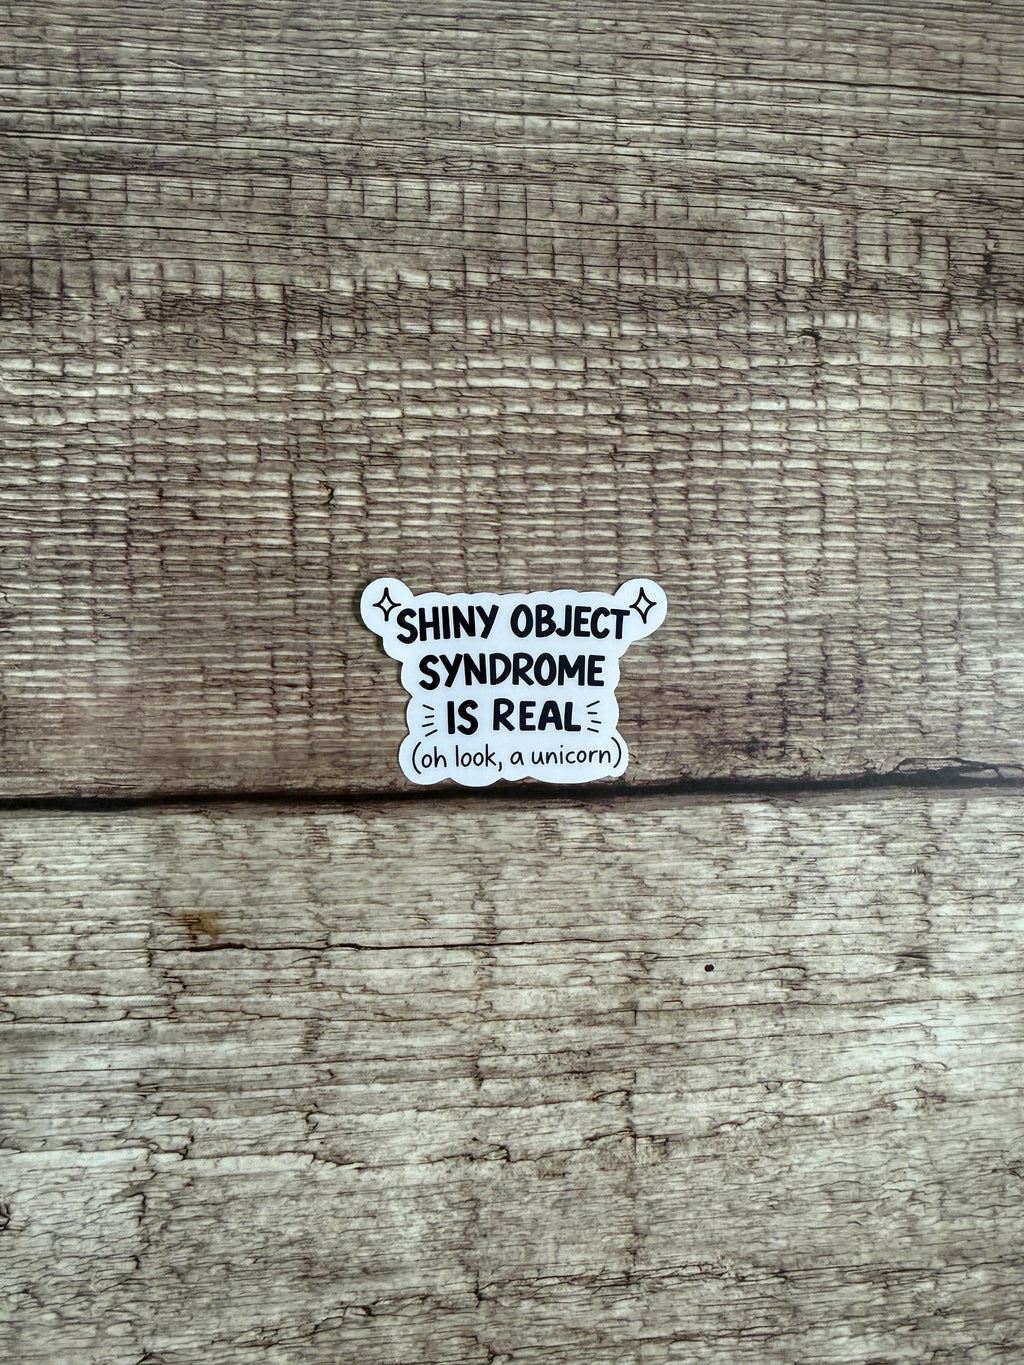 SHINY OBJECT
SYNDROME
IS REAL
(oh look, a unicorn)